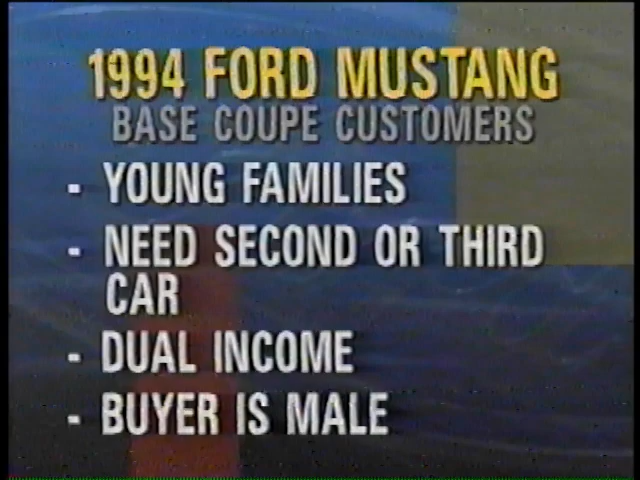 1994 FORD MUSTANG
BASE COUPE CUSTOMERS
- YOUNG FAMILIES
- NEED SECOND OR THIRD
CAR
- DUAL INCOME
- BUYER IS MALE